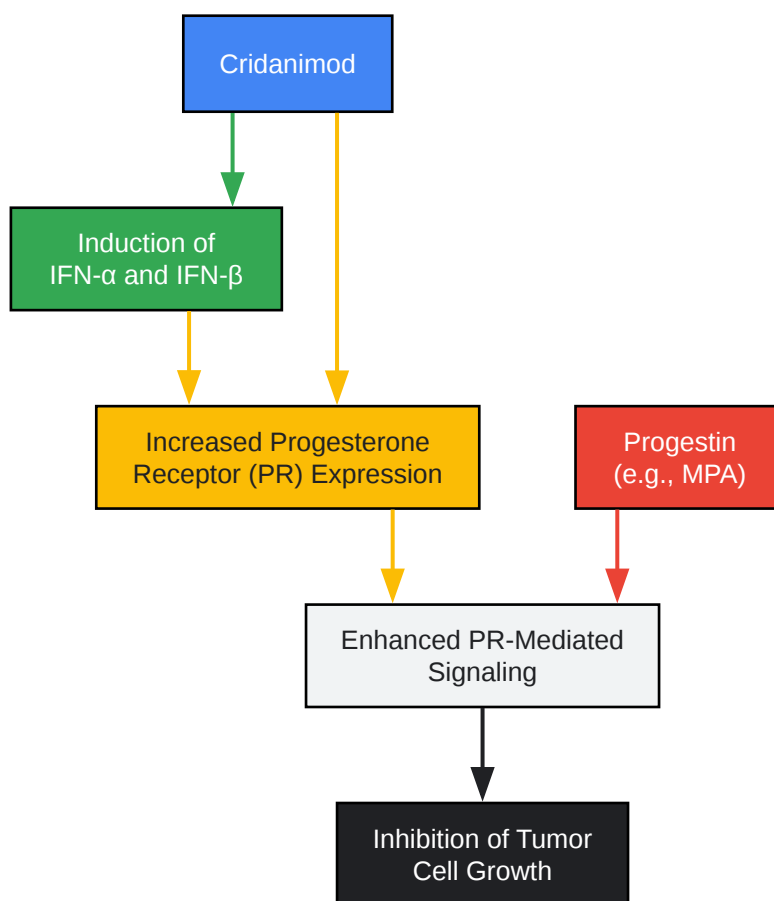 Cridanimod
Induction of
IFN-α and IFN-β
Increased Progesterone
Receptor (PR) Expression
Progestin
(e.g., MPA)
Enhanced PR-Mediated
Signaling
Inhibition of Tumor
Cell Growth